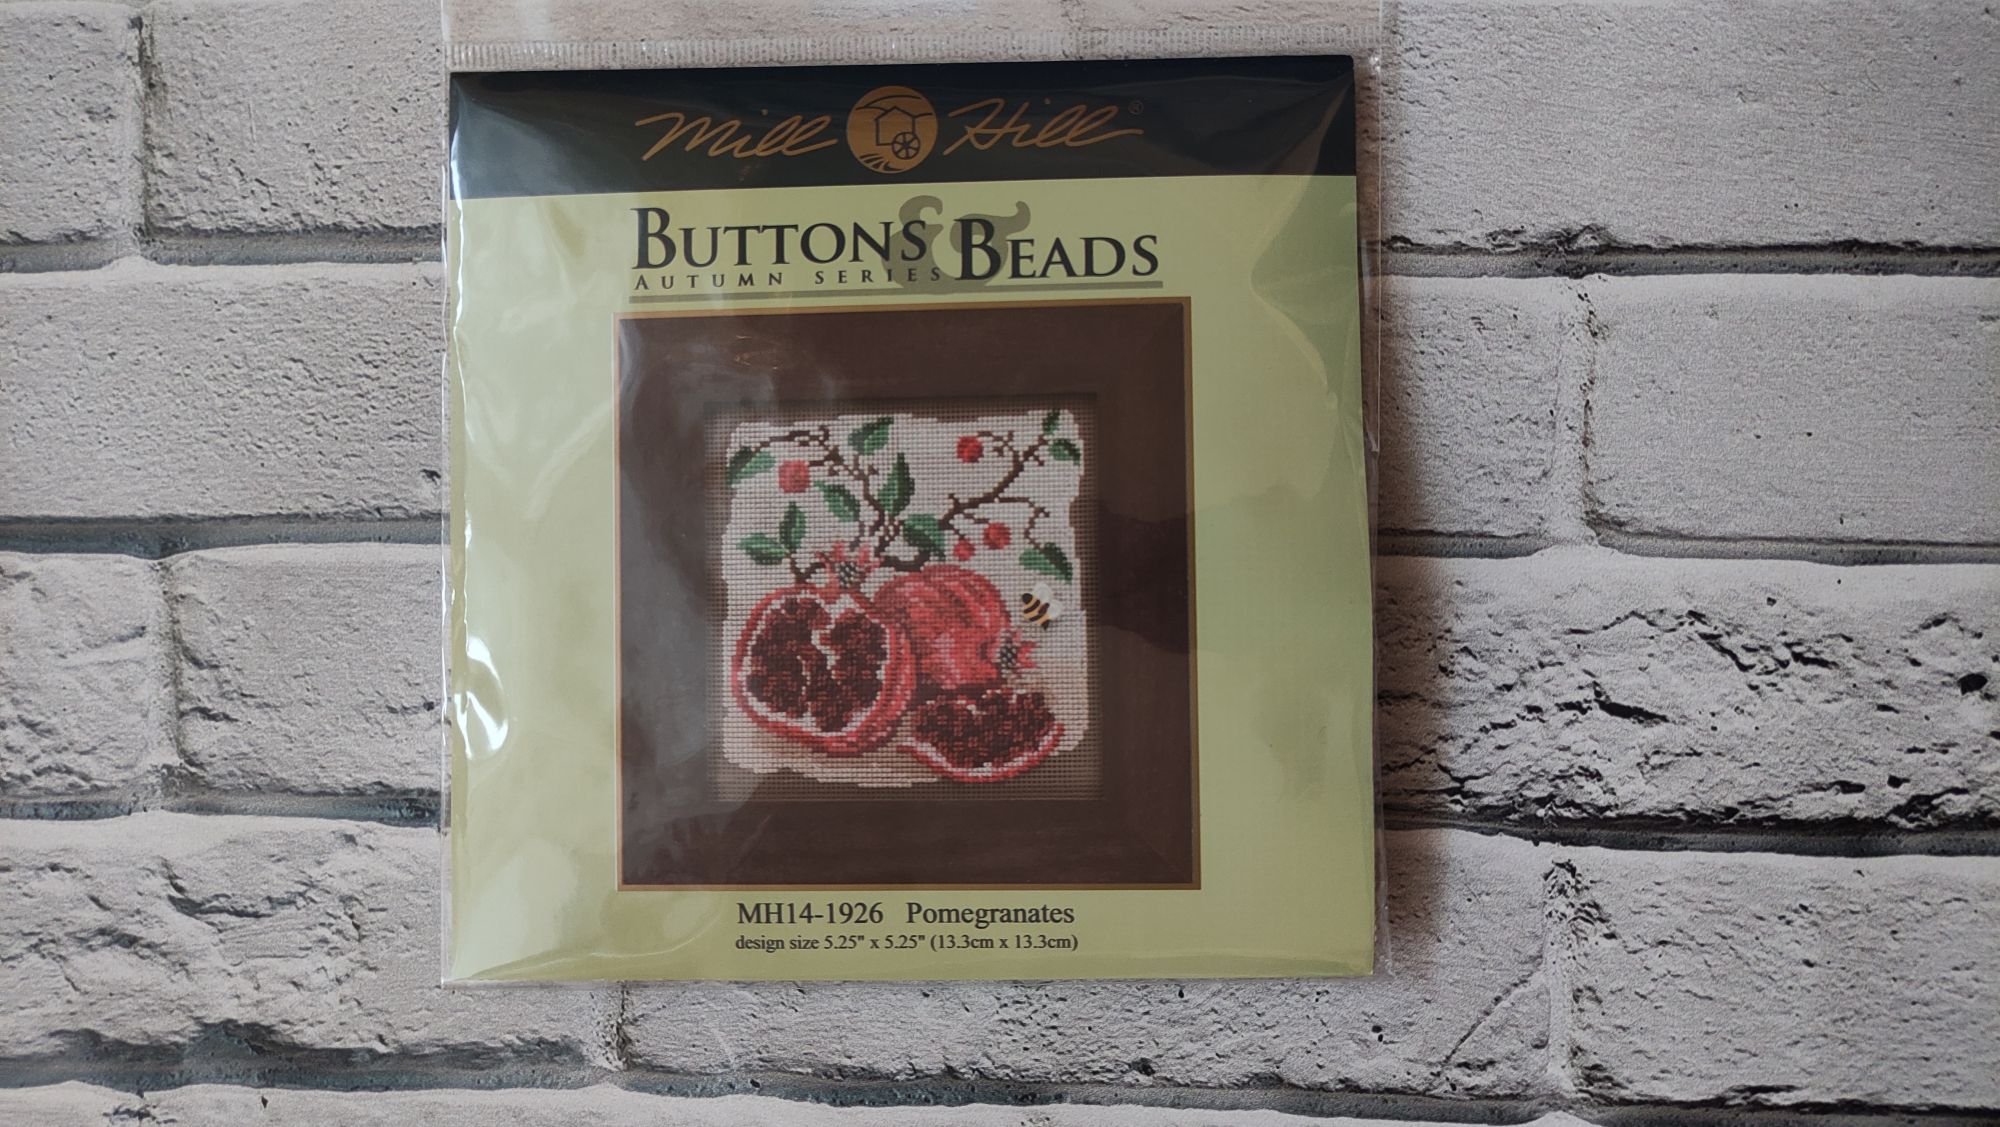 Mill Hill®
BUTTONS & BEADS
AUTUMN SERIES
MH14-1926 Pomegranates
design size 5.25" x 5.25" (13.3cm x 13.3cm)